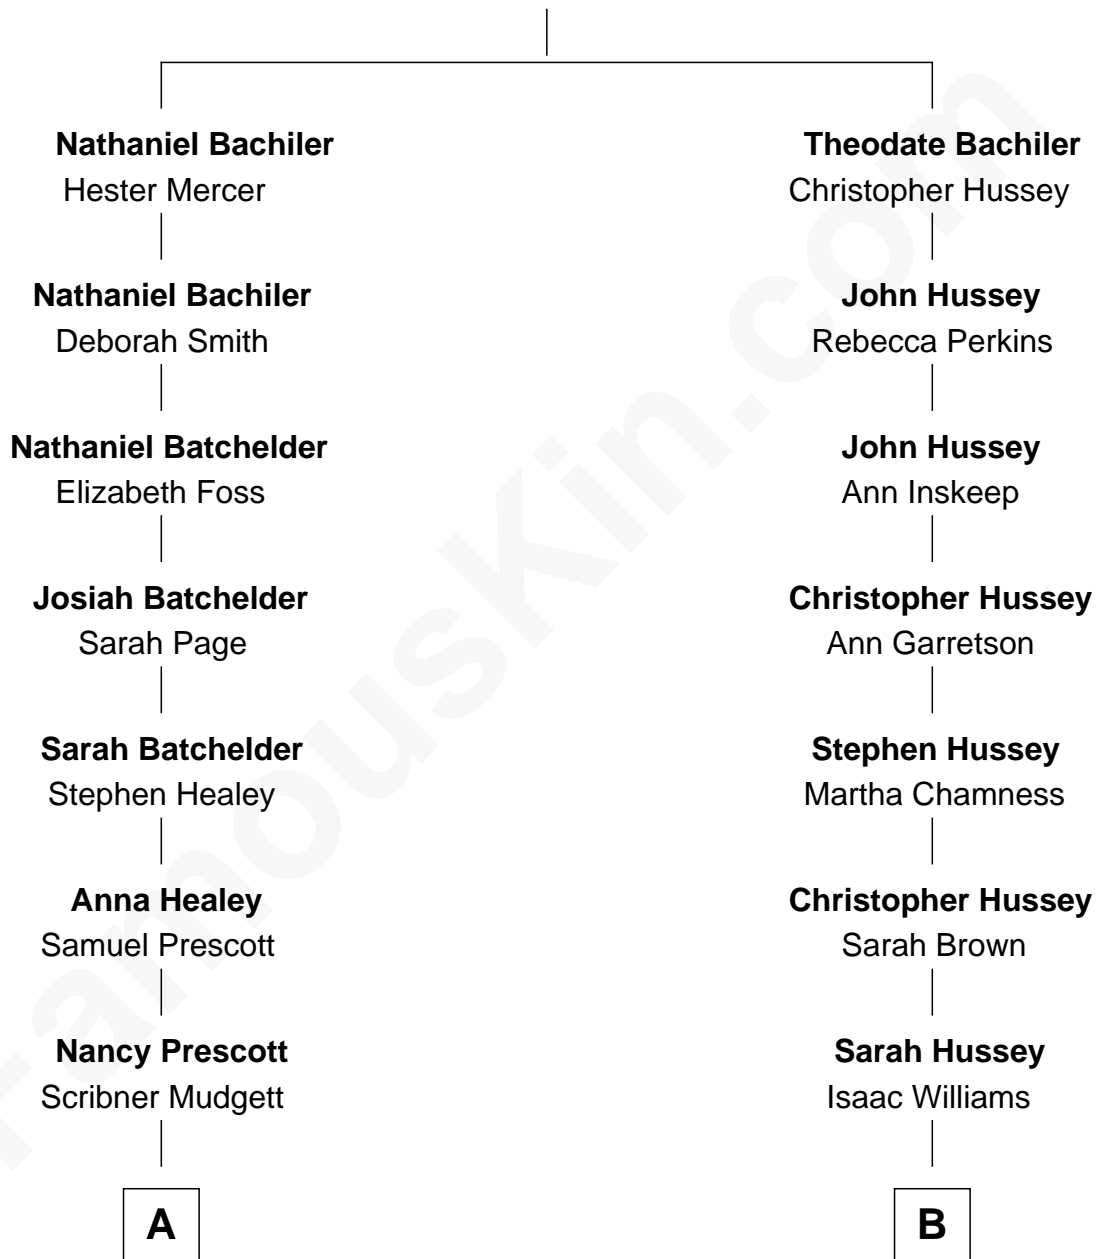 Nathaniel Bachiler
Hester Mercer
Nathaniel Bachiler
Deborah Smith
Nathaniel Batchelder
Elizabeth Foss
Josiah Batchelder
Sarah Page
Sarah Batchelder
Stephen Healey
Anna Healey
Samuel Prescott
Nancy Prescott
Scribner Mudgett
A
Theodate Bachiler
Christopher Hussey
John Hussey
Rebecca Perkins
John Hussey
Ann Inskeep
Christopher Hussey
Ann Garretson
Stephen Hussey
Martha Chamness
Christopher Hussey
Sarah Brown
Sarah Hussey
Isaac Williams
B
FamousKin.com